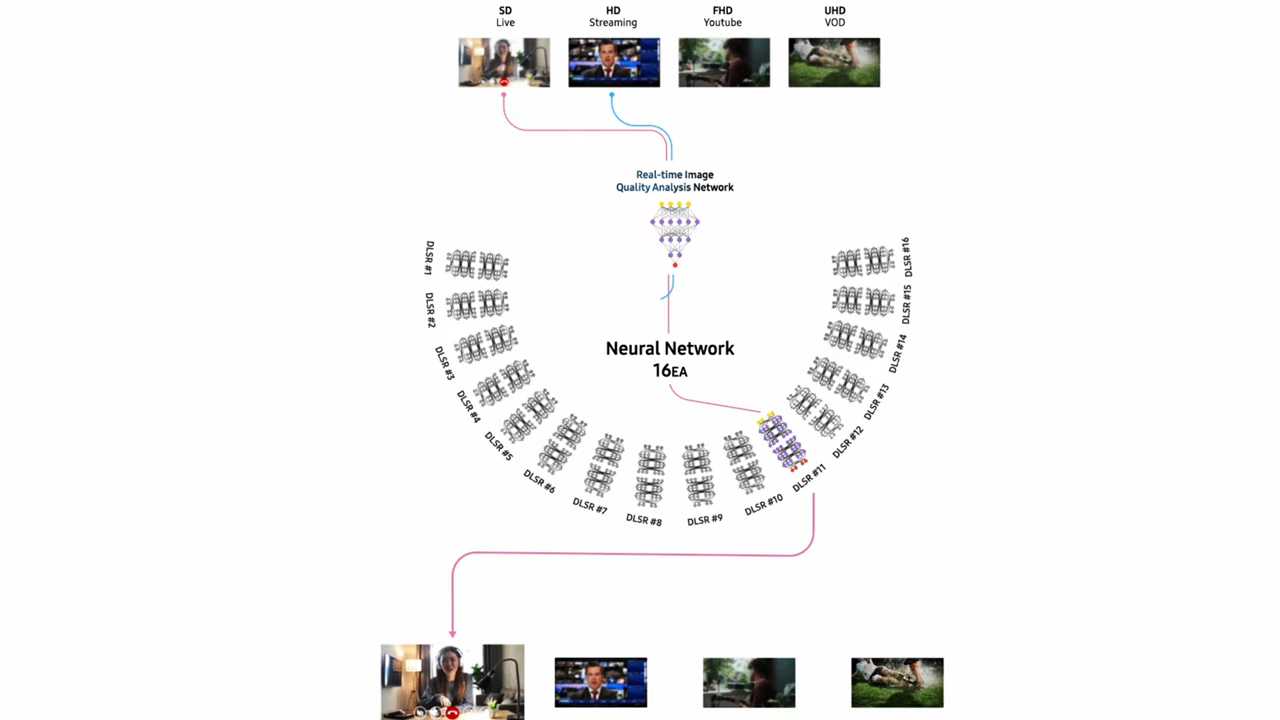 SD
Live
HD
Streaming
FHD
Youtube
UHD
VOD
Real-time Image
Quality Analysis Network
DLSR #1
DLSR #2
DLSR #3
DLSR #4
DLSR #5
DLSR #6
DLSR #7
DLSR #8
DLSR #9
DLSR #10
DLSR #11
DLSR #12
DLSR #13
DLSR #14
DLSR #15
DLSR #16
Neural Network
16EA